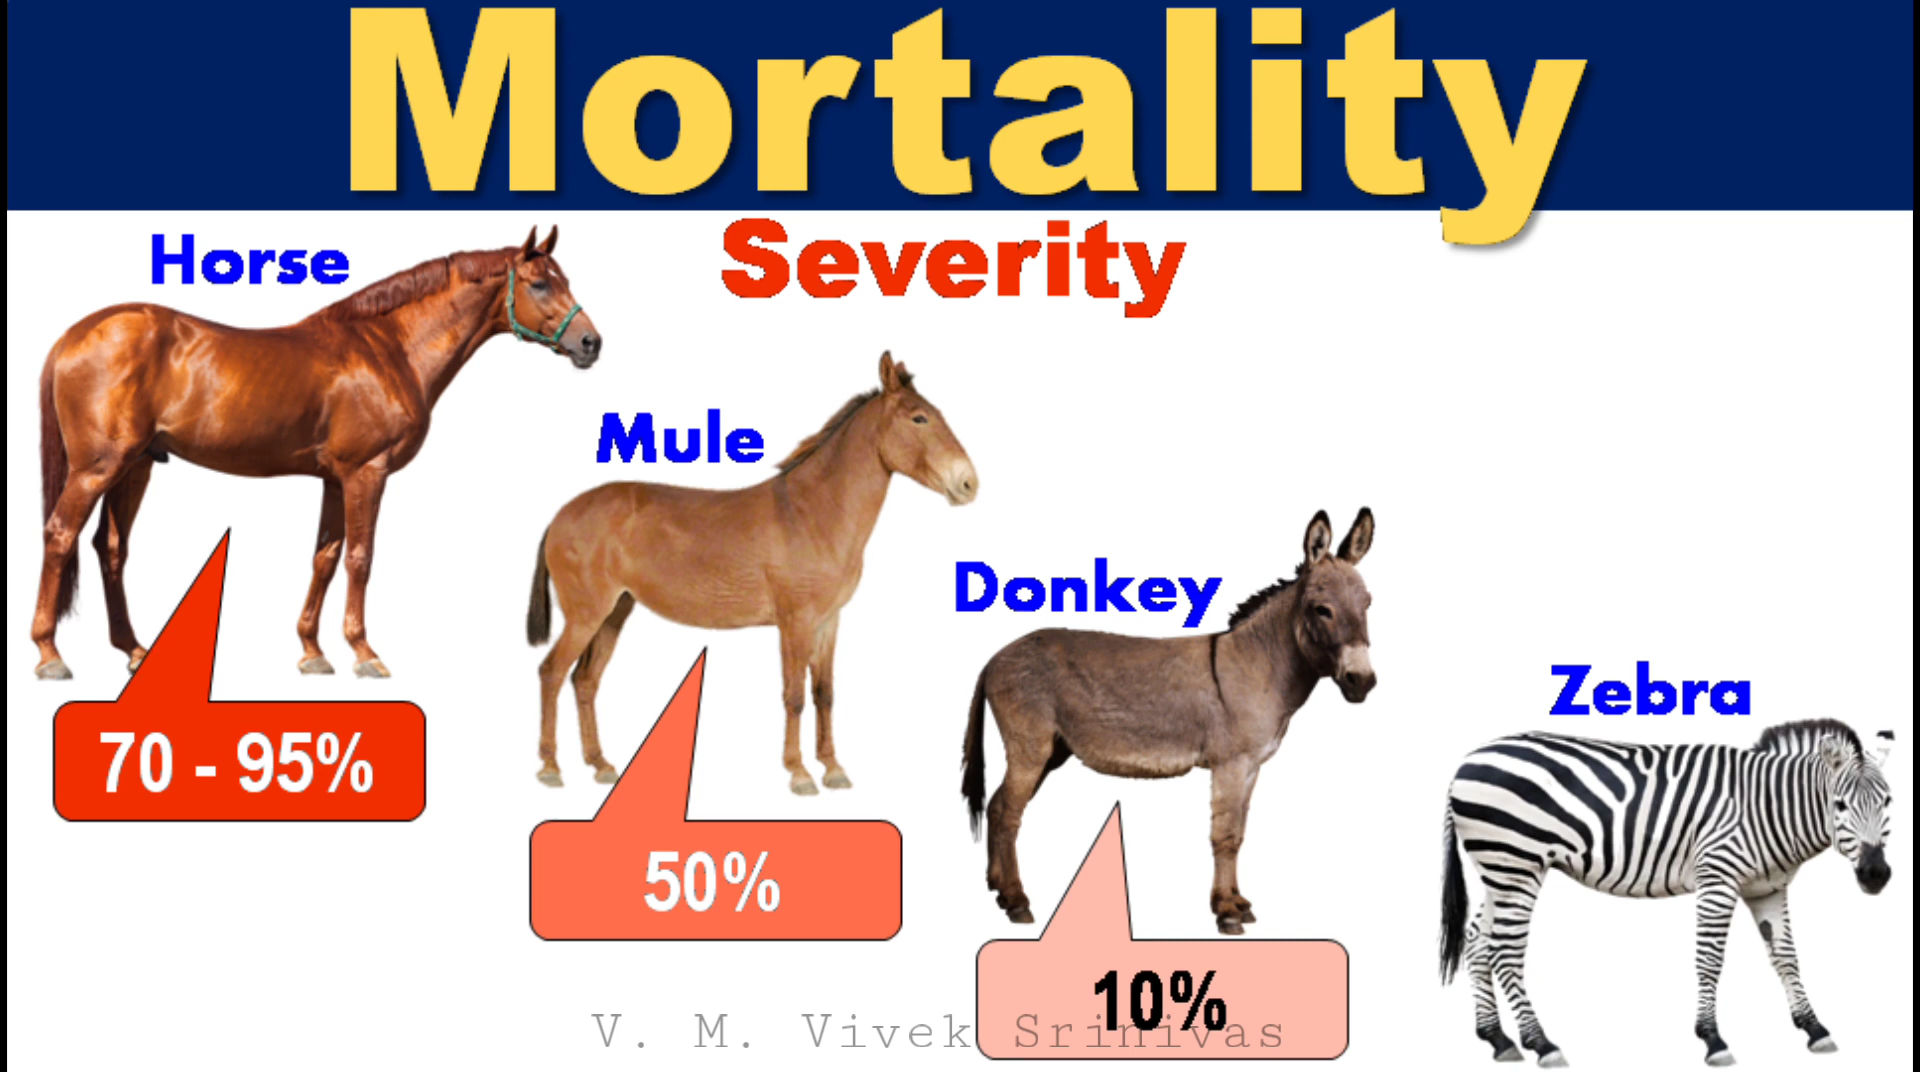 Mortality
Severity
Horse
Mule
Donkey
Zebra
70 - 95%
50%
10%
V. M. Vivek Srinivas